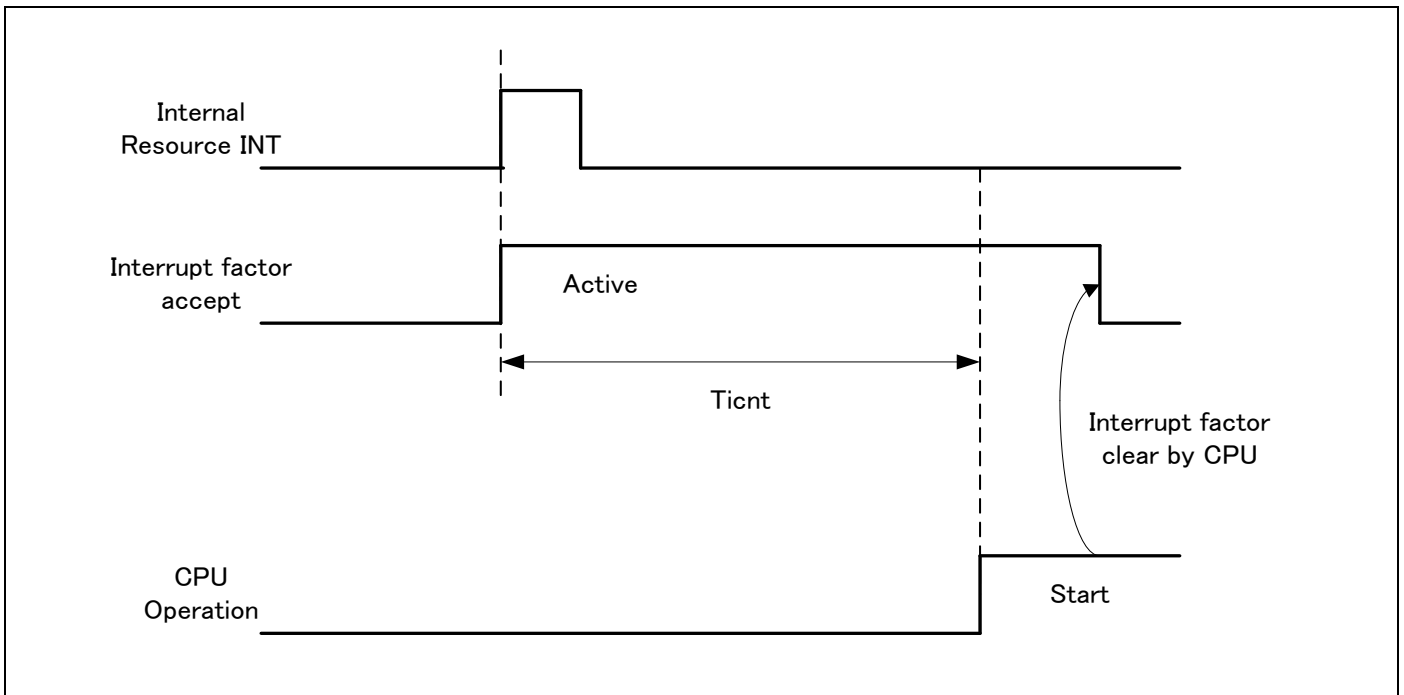 Internal
Resource INT
Interrupt factor
accept
Active
Ticnt
Interrupt factor
clear by CPU
CPU
Operation
Start